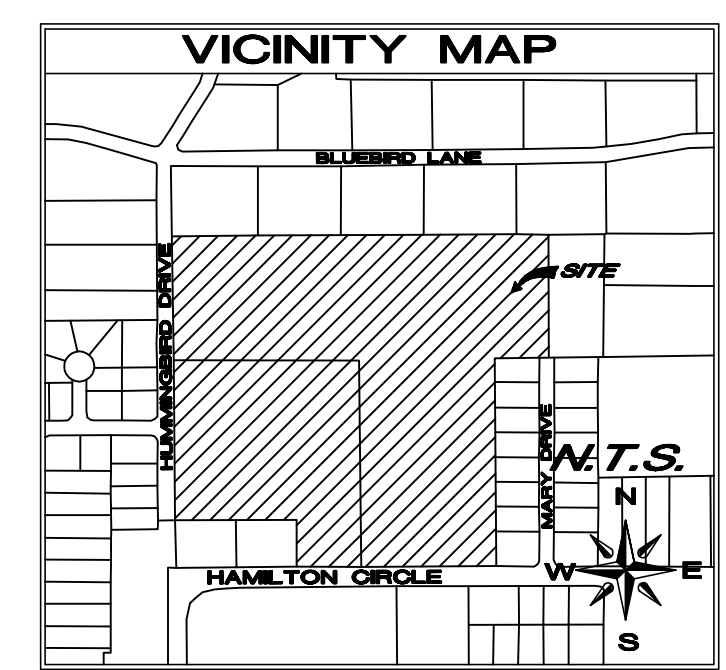 VICINITY MAP
BLUEBIRD LANE
HUMMINGBIRD DRIVE
SITE
MARY DRIVE
N.T.S.
N
W
E
S
HAMILTON CIRCLE